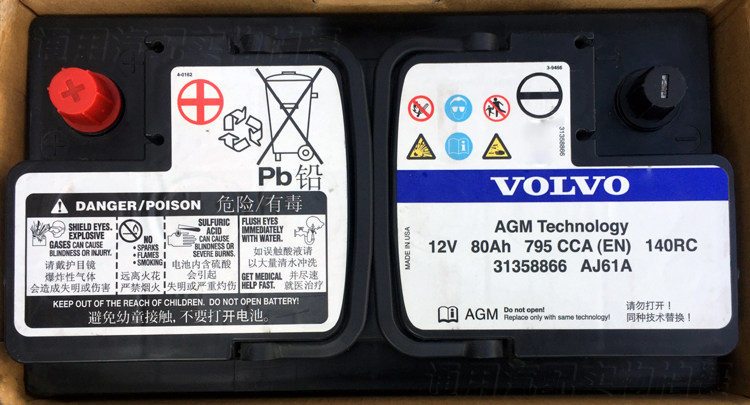 4-0102
Pb 铅
DANGER/POISON 危险/有毒
SHIELD EYES.
EXPLOSIVE
GASES CAN CAUSE
BLINDNESS OR INJURY.
请戴护目镜
爆炸性气体
会造成失明或伤害
NO
• SPARKS
• FLAMES
• SMOKING
远离火花
严禁烟火
SULFURIC
ACID
CAN CAUSE
BLINDNESS OR
SEVERE BURNS.
电池内含硫酸
会引起
失明或严重灼伤
FLUSH EYES
IMMEDIATELY
WITH WATER.
如误触酸液请
以大量清水冲洗
GET MEDICAL
HELP FAST.
并尽速
就医治疗
KEEP OUT OF THE REACH OF CHILDREN. DO NOT OPEN BATTERY!
避免幼童接触,不要打开电池。
3-9466
31358866
VOLVO
MADE IN USA
AGM Technology
12V 80Ah 795 CCA (EN) 140RC
31358866 AJ61A
AGM
Do not open!
Replace only with same technology!
请勿打开！
同种技术替换！